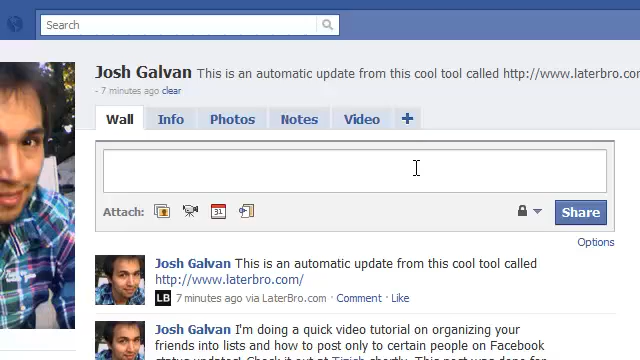 Search
Josh Galvan This is an automatic update from this cool tool called http://www.laterbro.com
- 7 minutes ago clear
Wall Info Photos Notes Video +
Attach: 31 Share
Options
Josh Galvan This is an automatic update from this cool tool called
http://www.laterbro.com/
LB 7 minutes ago via LaterBro.com · Comment · Like
Josh Galvan I'm doing a quick video tutorial on organizing your
friends into lists and how to post only to certain people on Facebook
status updates! Check it out at shortly. This post was done for